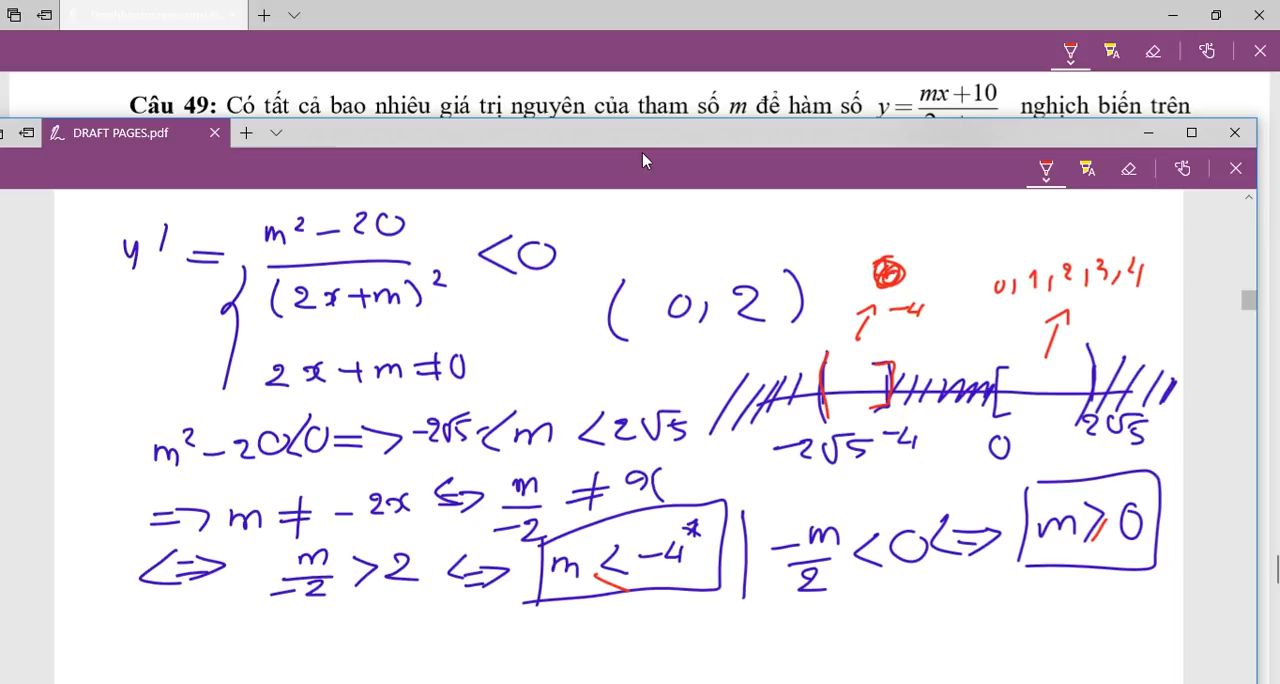 Câu 49: Có tất cả bao nhiêu giá trị nguyên của tham số m để hàm số y = mx+10 nghịch biến trên
DRAFT PAGES.pdf
y' = m² - 20 / (2x+m)² < 0
(0, 2)
2x + m ≠ 0
-4
0, 1, 2, 3, 4
-2√5 -4 0 2√5
m² - 20 < 0 => -2√5 < m < 2√5
=> m ≠ -2x <=> m/-2 ≠ x
<=> m/-2 > 2 <=> m ≤ -4* | -m/2 < 0 <=> m ≥ 0